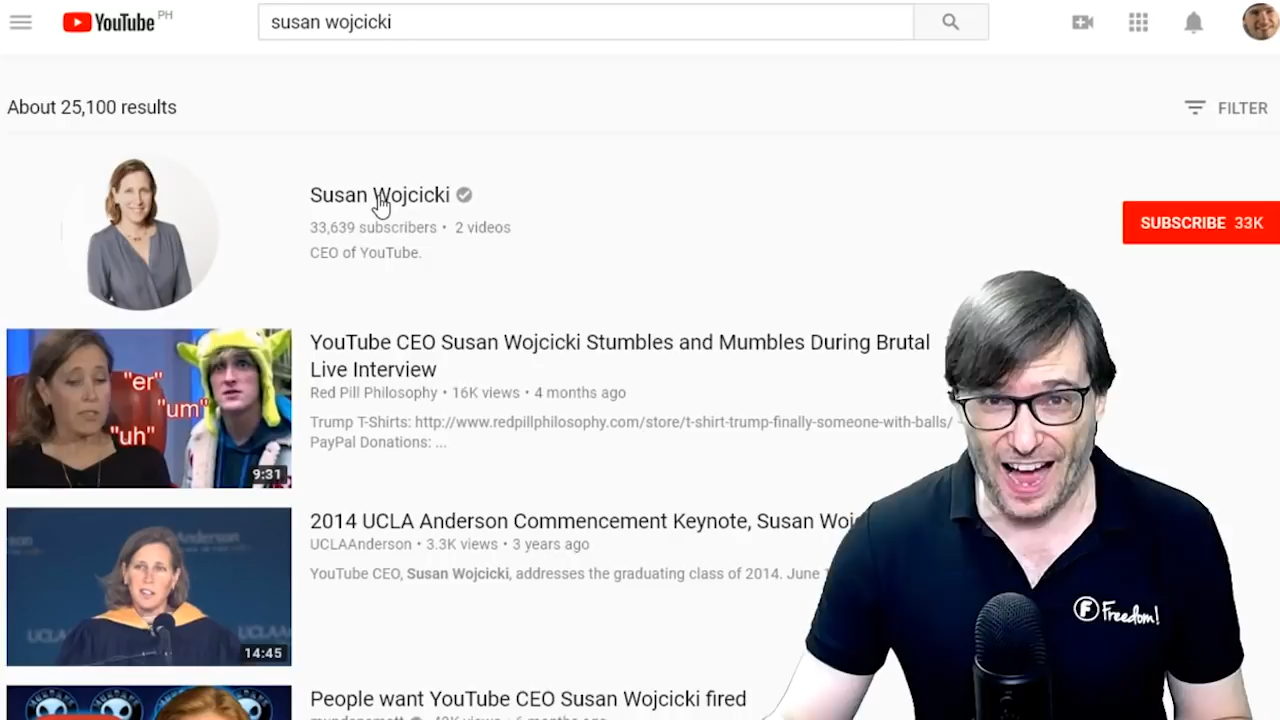 YouTube PH
susan wojcicki
About 25,100 results
FILTER
Susan Wojcicki
33,639 subscribers • 2 videos
CEO of YouTube.
SUBSCRIBE 33K
"er"
"um"
"uh"
9:31
YouTube CEO Susan Wojcicki Stumbles and Mumbles During Brutal
Live Interview
Red Pill Philosophy • 16K views • 4 months ago
Trump T-Shirts: http://www.redpillphilosophy.com/store/t-shirt-trump-finally-someone-with-balls/
PayPal Donations: ...
UCLA
14:45
2014 UCLA Anderson Commencement Keynote, Susan
UCLAAnderson • 3.3K views • 3 years ago
YouTube CEO, Susan Wojcicki, addresses the graduating class of 2014. June
F Freedom!
People want YouTube CEO Susan Wojcicki fired